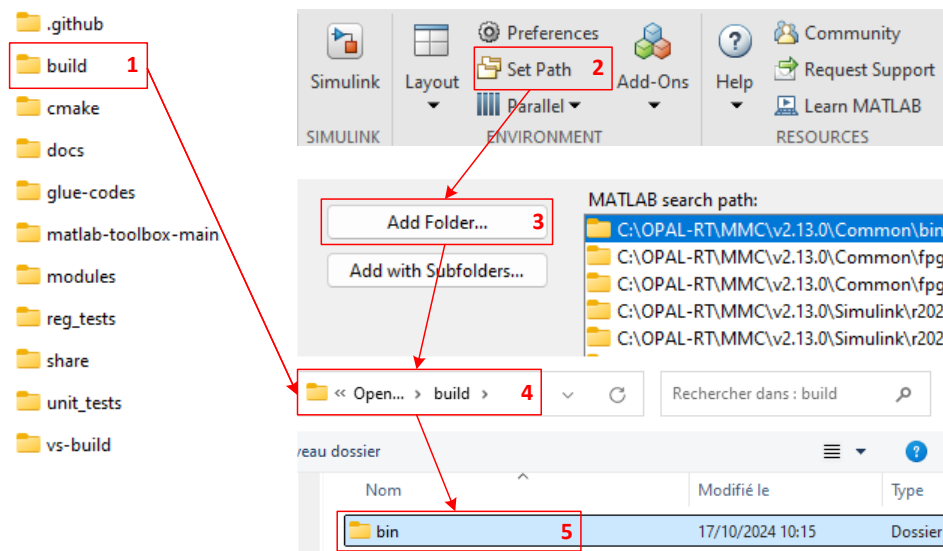 .github
build 1
cmake
docs
glue-codes
matlab-toolbox-main
modules
reg_tests
share
unit_tests
vs-build
Simulink
SIMULINK
Layout
Preferences
Set Path 2
Parallel
Add-Ons
ENVIRONMENT
Help
Community
Request Support
Learn MATLAB
RESOURCES
Add Folder... 3
Add with Subfolders...
MATLAB search path:
C:\OPAL-RT\MMC\v2.13.0\Common\bin
C:\OPAL-RT\MMC\v2.13.0\Common\fpg
C:\OPAL-RT\MMC\v2.13.0\Common\fpg
C:\OPAL-RT\MMC\v2.13.0\Simulink\r202
C:\OPAL-RT\MMC\v2.13.0\Simulink\r202
« Open... > build > 4
Rechercher dans : build
veau dossier
?
Nom Modifié le Type
bin 5 17/10/2024 10:15 Dossier